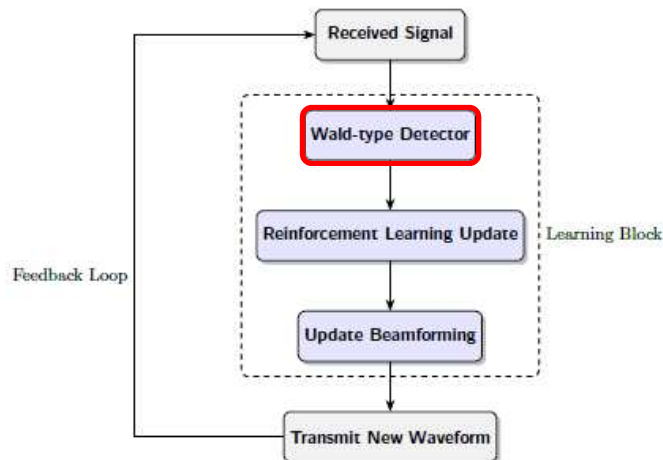 Received Signal
Wald-type Detector
Reinforcement Learning Update
Learning Block
Feedback Loop
Update Beamforming
Transmit New Waveform